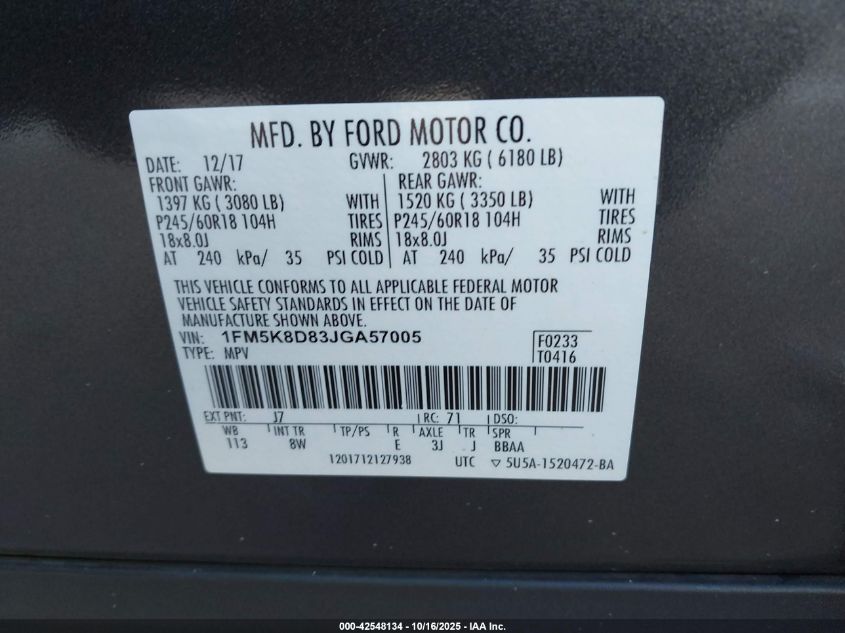 MFD. BY FORD MOTOR CO.
DATE: 12/17 GVWR: 2803 KG ( 6180 LB)
FRONT GAWR: REAR GAWR:
1397 KG ( 3080 LB) WITH 1520 KG ( 3350 LB) WITH
P245/60R18 104H TIRES P245/60R18 104H TIRES
18x8.0J RIMS 18x8.0J RIMS
AT 240 kPa/ 35 PSI COLD AT 240 kPa/ 35 PSI COLD
THIS VEHICLE CONFORMS TO ALL APPLICABLE FEDERAL MOTOR
VEHICLE SAFETY STANDARDS IN EFFECT ON THE DATE OF
MANUFACTURE SHOWN ABOVE.
VIN: 1FM5K8D83JGA57005 F0233
TYPE: MPV T0416
EXT PNT: J7 RC: 71 DSO:
WB INT TR TP/PS R AXLE TR SPR
113 8W E 3J J BBAA
1201712127938 UTC ▽ 5U5A-1520472-BA
000-42548134 - 10/16/2025 - IAA Inc.